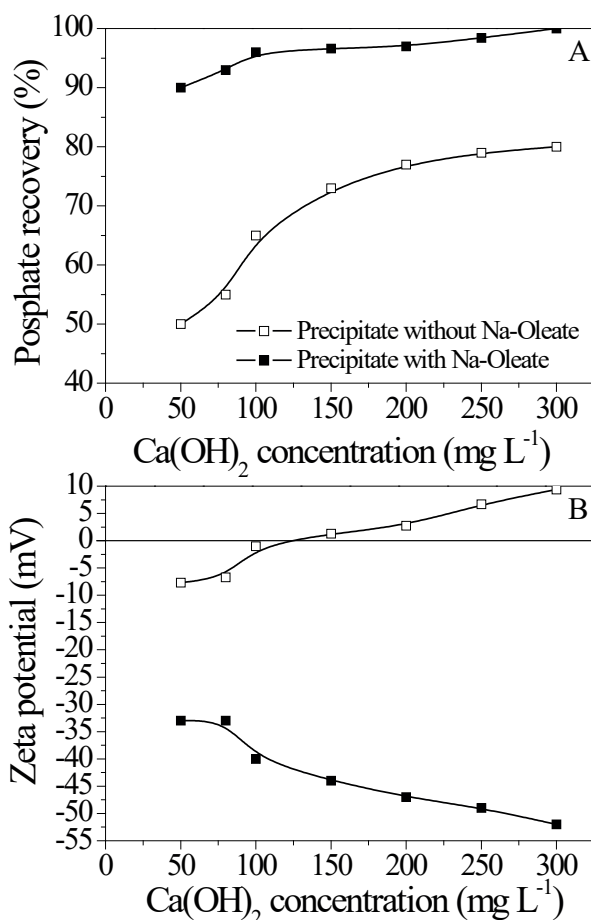 A
Posphate recovery (%)
100
90
80
70
60
50
40
Precipitate without Na-Oleate
Precipitate with Na-Oleate
50 100 150 200 250 300
Ca(OH)₂ concentration (mg L⁻¹)
B
Zeta potential (mV)
10
5
0
-5
-10
-15
-20
-25
-30
-35
-40
-45
-50
-55
0 50 100 150 200 250 300
Ca(OH)₂ concentration (mg L⁻¹)